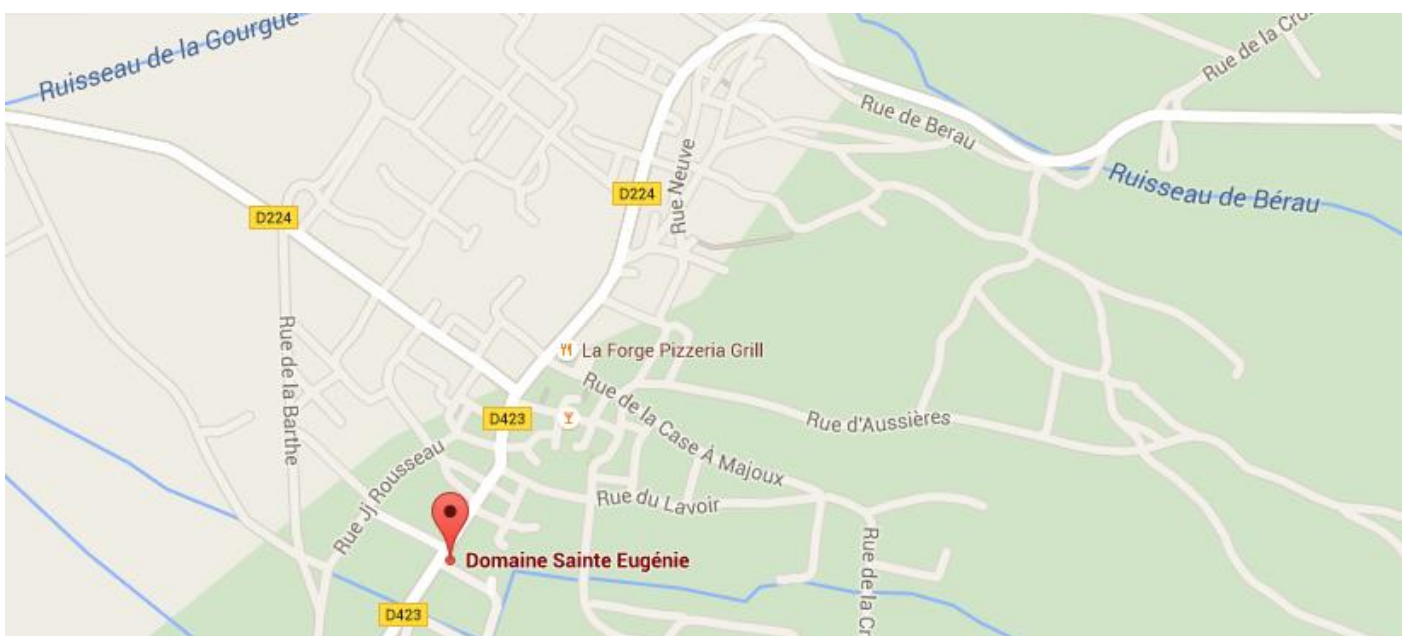 Ruisseau de la Gourgue
Rue de la Cro
Rue de Berau
Ruisseau de Bérau
D224
Rue Neuve
D224
Rue de la Barthe
La Forge Pizzeria Grill
Rue de la Case À Majoux
D423
Rue d'Aussières
Rue Jj Rousseau
Rue du Lavoir
Domaine Sainte Eugénie
Rue de la Cr
D423